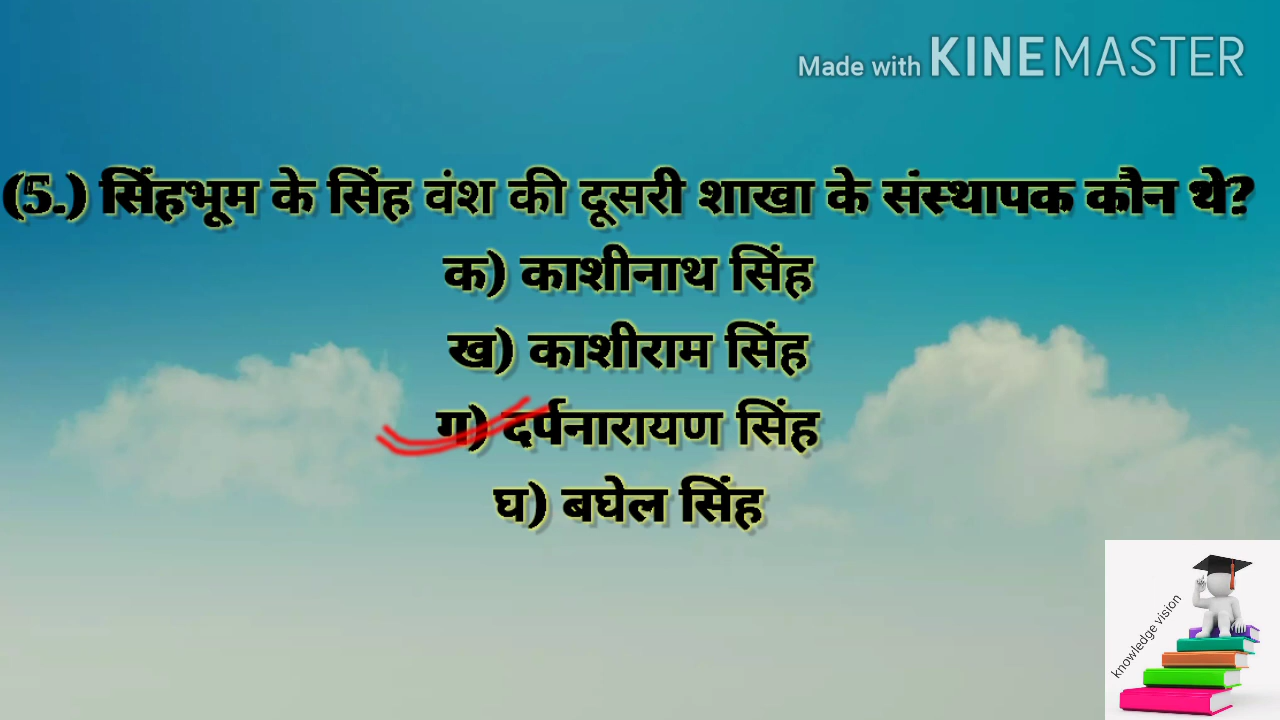 Made with KINEMASTER
(5.) सिंहभूम के सिंह वंश की दूसरी शाखा के संस्थापक कौन थे?
क) काशीनाथ सिंह
ख) काशीराम सिंह
ग) दर्पनारायण सिंह
घ) बघेल सिंह
knowledge vision